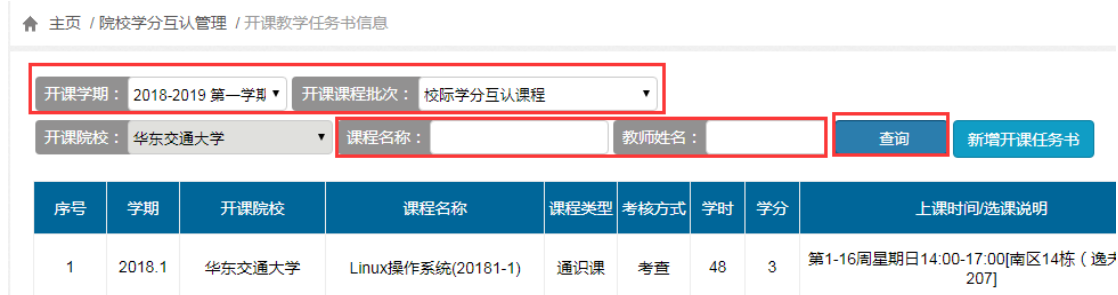 主页 / 院校学分互认管理 / 开课教学任务书信息
开课学期： 2018-2019 第一学期 开课课程批次： 校际学分互认课程
开课院校： 华东交通大学 课程名称： 教师姓名： 查询 新增开课任务书
序号 学期 开课院校 课程名称 课程类型 考核方式 学时 学分 上课时间/选课说明
1 2018.1 华东交通大学 Linux操作系统(20181-1) 通识课 考查 48 3 第1-16周星期日14:00-17:00[南区14栋（逸夫
207]